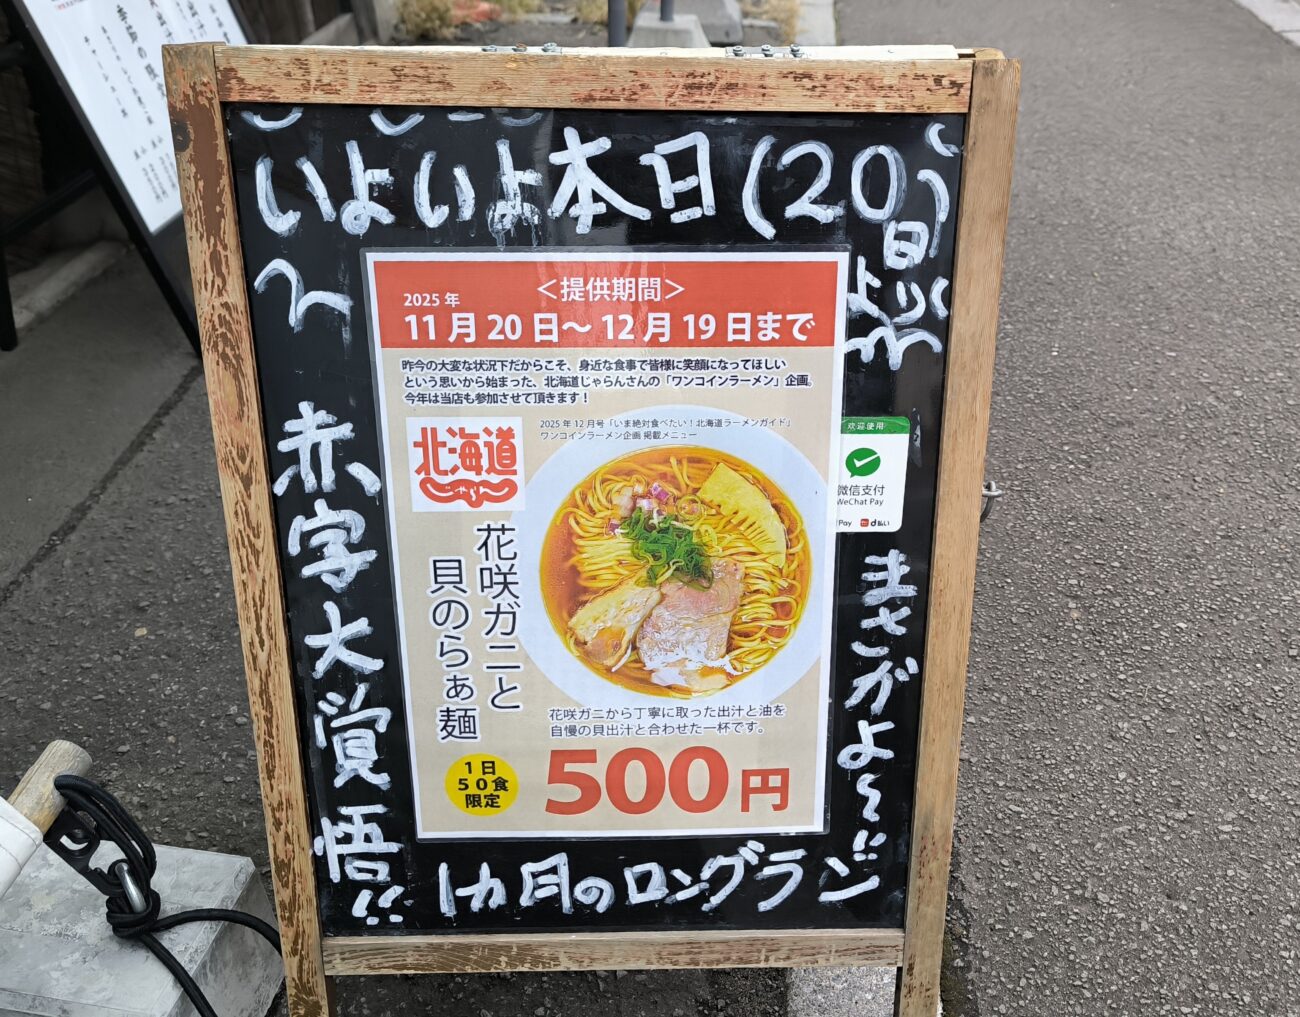 いよいよ本日(20日)
より〜
赤字大覚悟!!
まさかよ〜!!
1カ月のロングラン
＜提供期間＞
2025年
11月20日〜12月19日まで
昨今の大変な状況下だからこそ、身近な食事で皆様に笑顔になってほしい
という思いから始まった、北海道じゃらんさんの「ワンコインラーメン」企画。
今年は当店も参加させて頂きます！
2025年12月号「いま絶対食べたい！北海道ラーメンガイド」
ワンコインラーメン企画 掲載メニュー
北海道
じゃらん
花咲ガニと
貝のらぁ麺
花咲ガニから丁寧に取った出汁と油を
自慢の貝出汁と合わせた一杯です。
1日
50食
限定
500円
欢迎使用
微信支付
WeChat Pay
Pay d払い